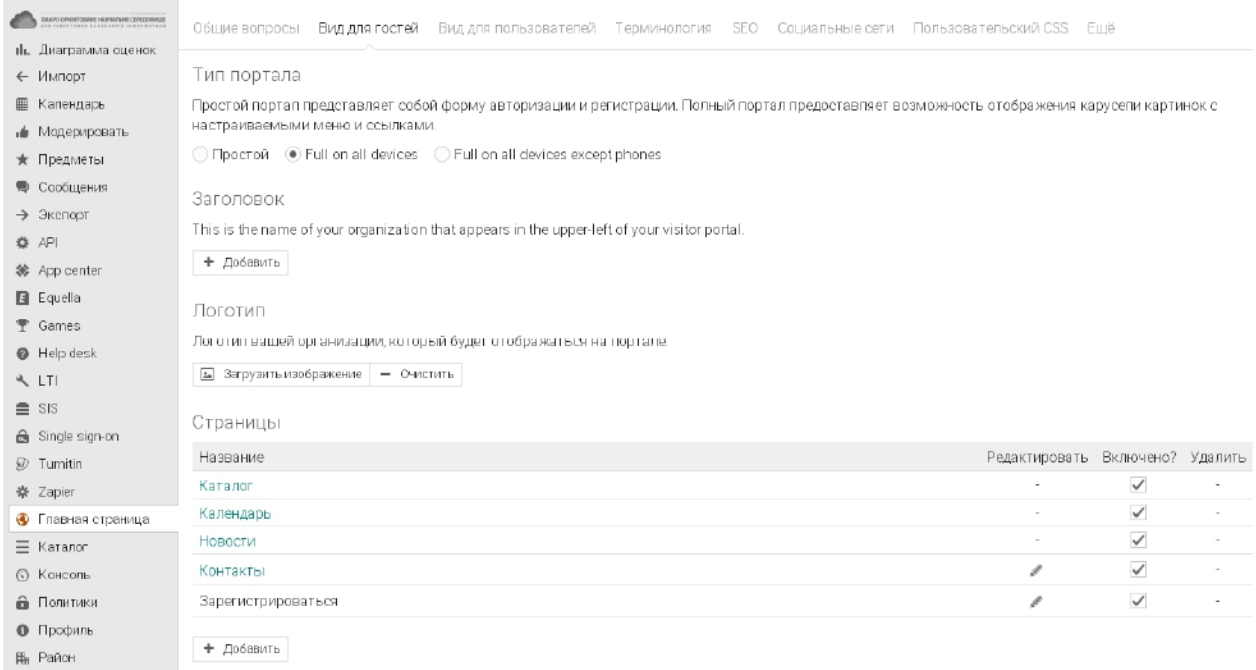 Диаграмма оценок
Импорт
Календарь
Модерировать
Предметы
Сообщения
Экспорт
API
App center
Equella
Games
Help desk
LTI
SIS
Single sign-on
Turnitin
Zapier
Главная страница
Каталог
Консоль
Политики
Профиль
Район
Общие вопросы Вид для гостей Вид для пользователей Терминология SEO Социальные сети Пользовательский CSS Ещё
Тип портала
Простой портал представляет собой форму авторизации и регистрации. Полный портал предоставляет возможность отображения карусели картинок с
настраиваемыми меню и ссылками.
Простой Full on all devices Full on all devices except phones
Заголовок
This is the name of your organization that appears in the upper-left of your visitor portal.
+ Добавить
Логотип
Логотип вашей организации, который будет отображаться на портале.
Загрузить изображение − Очистить
Страницы
Название Редактировать Включено? Удалить
Каталог - -
Календарь - -
Новости - -
Контакты -
Зарегистрироваться -
+ Добавить